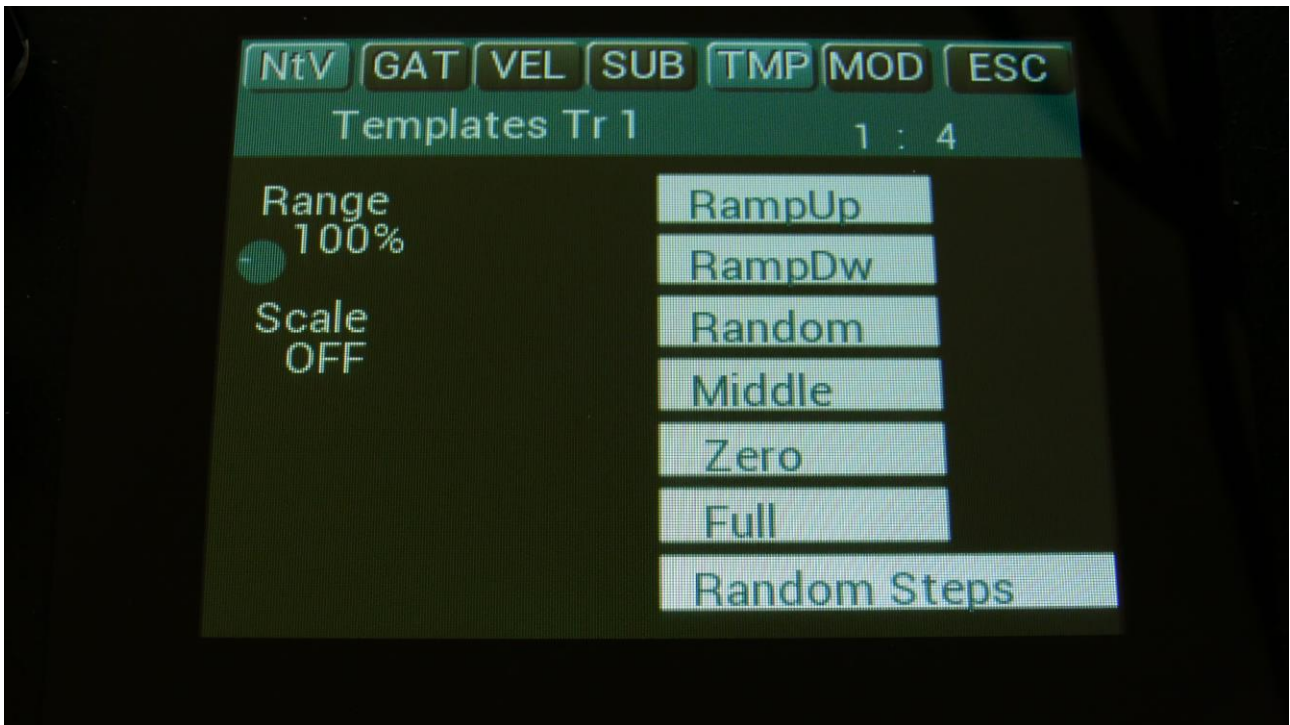 NtV GAT VEL SUB TMP MOD ESC
Templates Tr 1 1 : 4
Range
100%
Scale
OFF
RampUp
RampDw
Random
Middle
Zero
Full
Random Steps